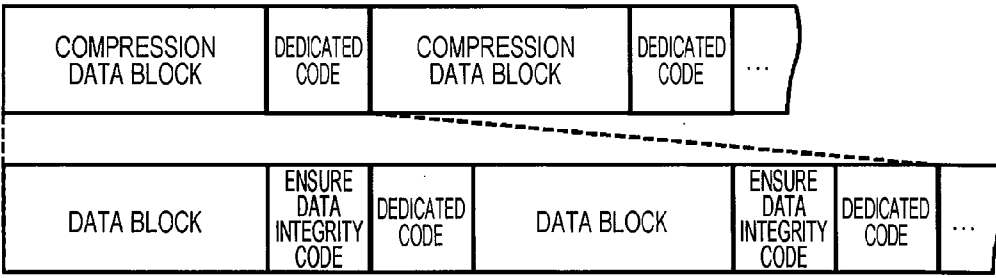 COMPRESSION
DATA BLOCK
DEDICATED
CODE
COMPRESSION
DATA BLOCK
DEDICATED
CODE
...
DATA BLOCK
ENSURE
DATA
INTEGRITY
CODE
DEDICATED
CODE
DATA BLOCK
ENSURE
DATA
INTEGRITY
CODE
DEDICATED
CODE
...